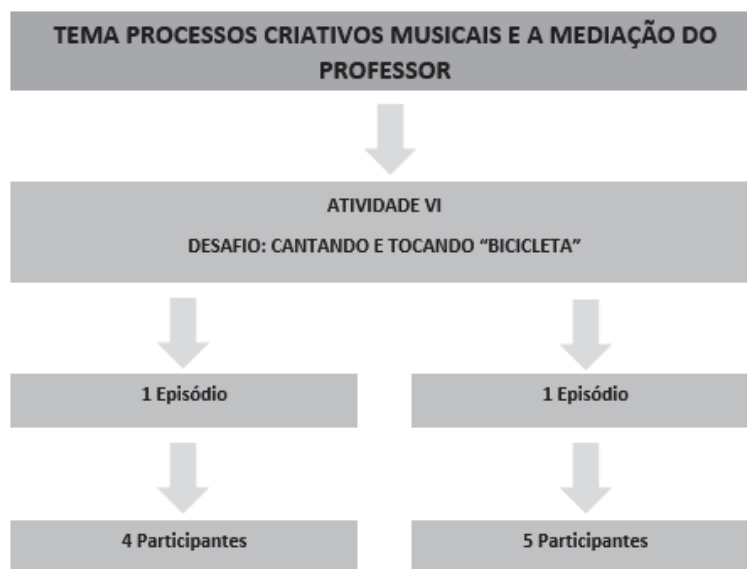 TEMA PROCESSOS CRIATIVOS MUSICAIS E A MEDIAÇÃO DO
PROFESSOR
ATIVIDADE VI
DESAFIO: CANTANDO E TOCANDO “BICICLETA”
1 Episódio
1 Episódio
4 Participantes
5 Participantes